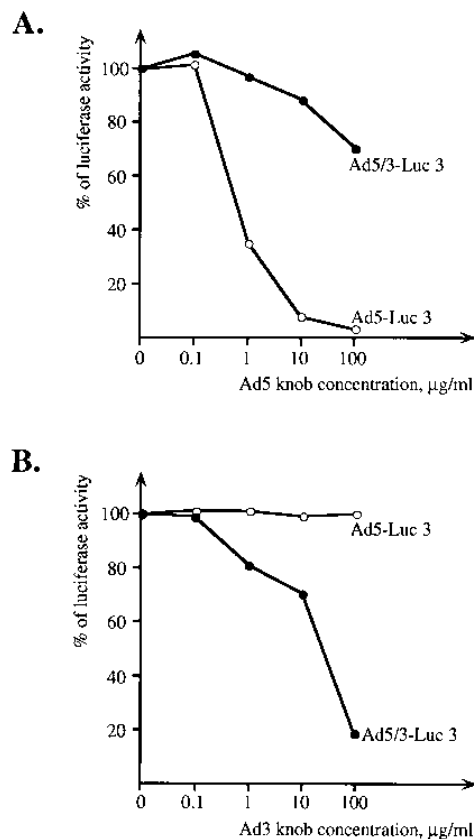 A.
% of luciferase activity
100
80
60
40
20
Ad5/3-Luc 3
Ad5-Luc 3
0 0.1 1 10 100
Ad5 knob concentration, μg/ml
B.
% of luciferase activity
100
80
60
40
20
Ad5-Luc 3
Ad5/3-Luc 3
0 0.1 1 10 100
Ad3 knob concentration, μg/ml